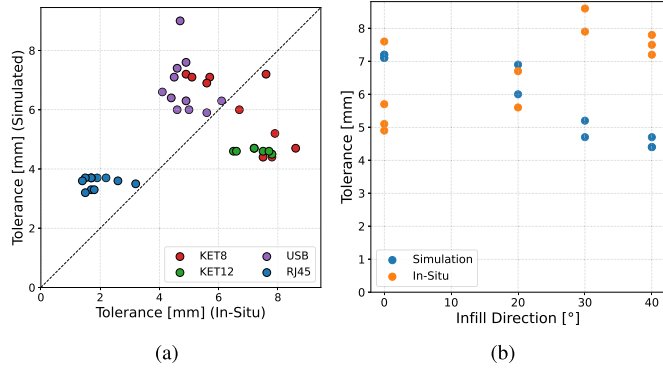 8
6
4
2
0
0
2
4
6
8
Tolerance [mm] (Simulated)
Tolerance [mm] (In-Situ)
KET8
KET12
USB
RJ45
(a)
8
7
6
5
4
3
2
1
0
0
10
20
30
40
Tolerance [mm]
Infill Direction [°]
Simulation
In-Situ
(b)